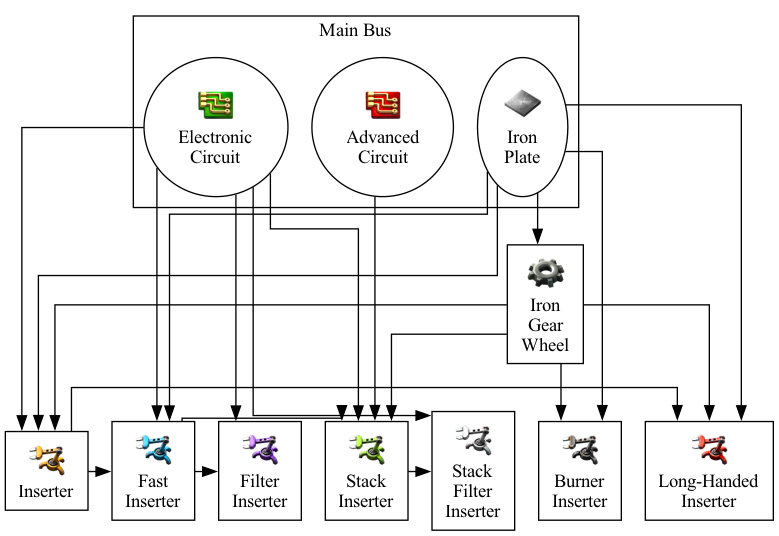 Main Bus
Electronic
Circuit
Advanced
Circuit
Iron
Plate
Iron
Gear
Wheel
Inserter
Fast
Inserter
Filter
Inserter
Stack
Inserter
Stack
Filter
Inserter
Burner
Inserter
Long-Handed
Inserter